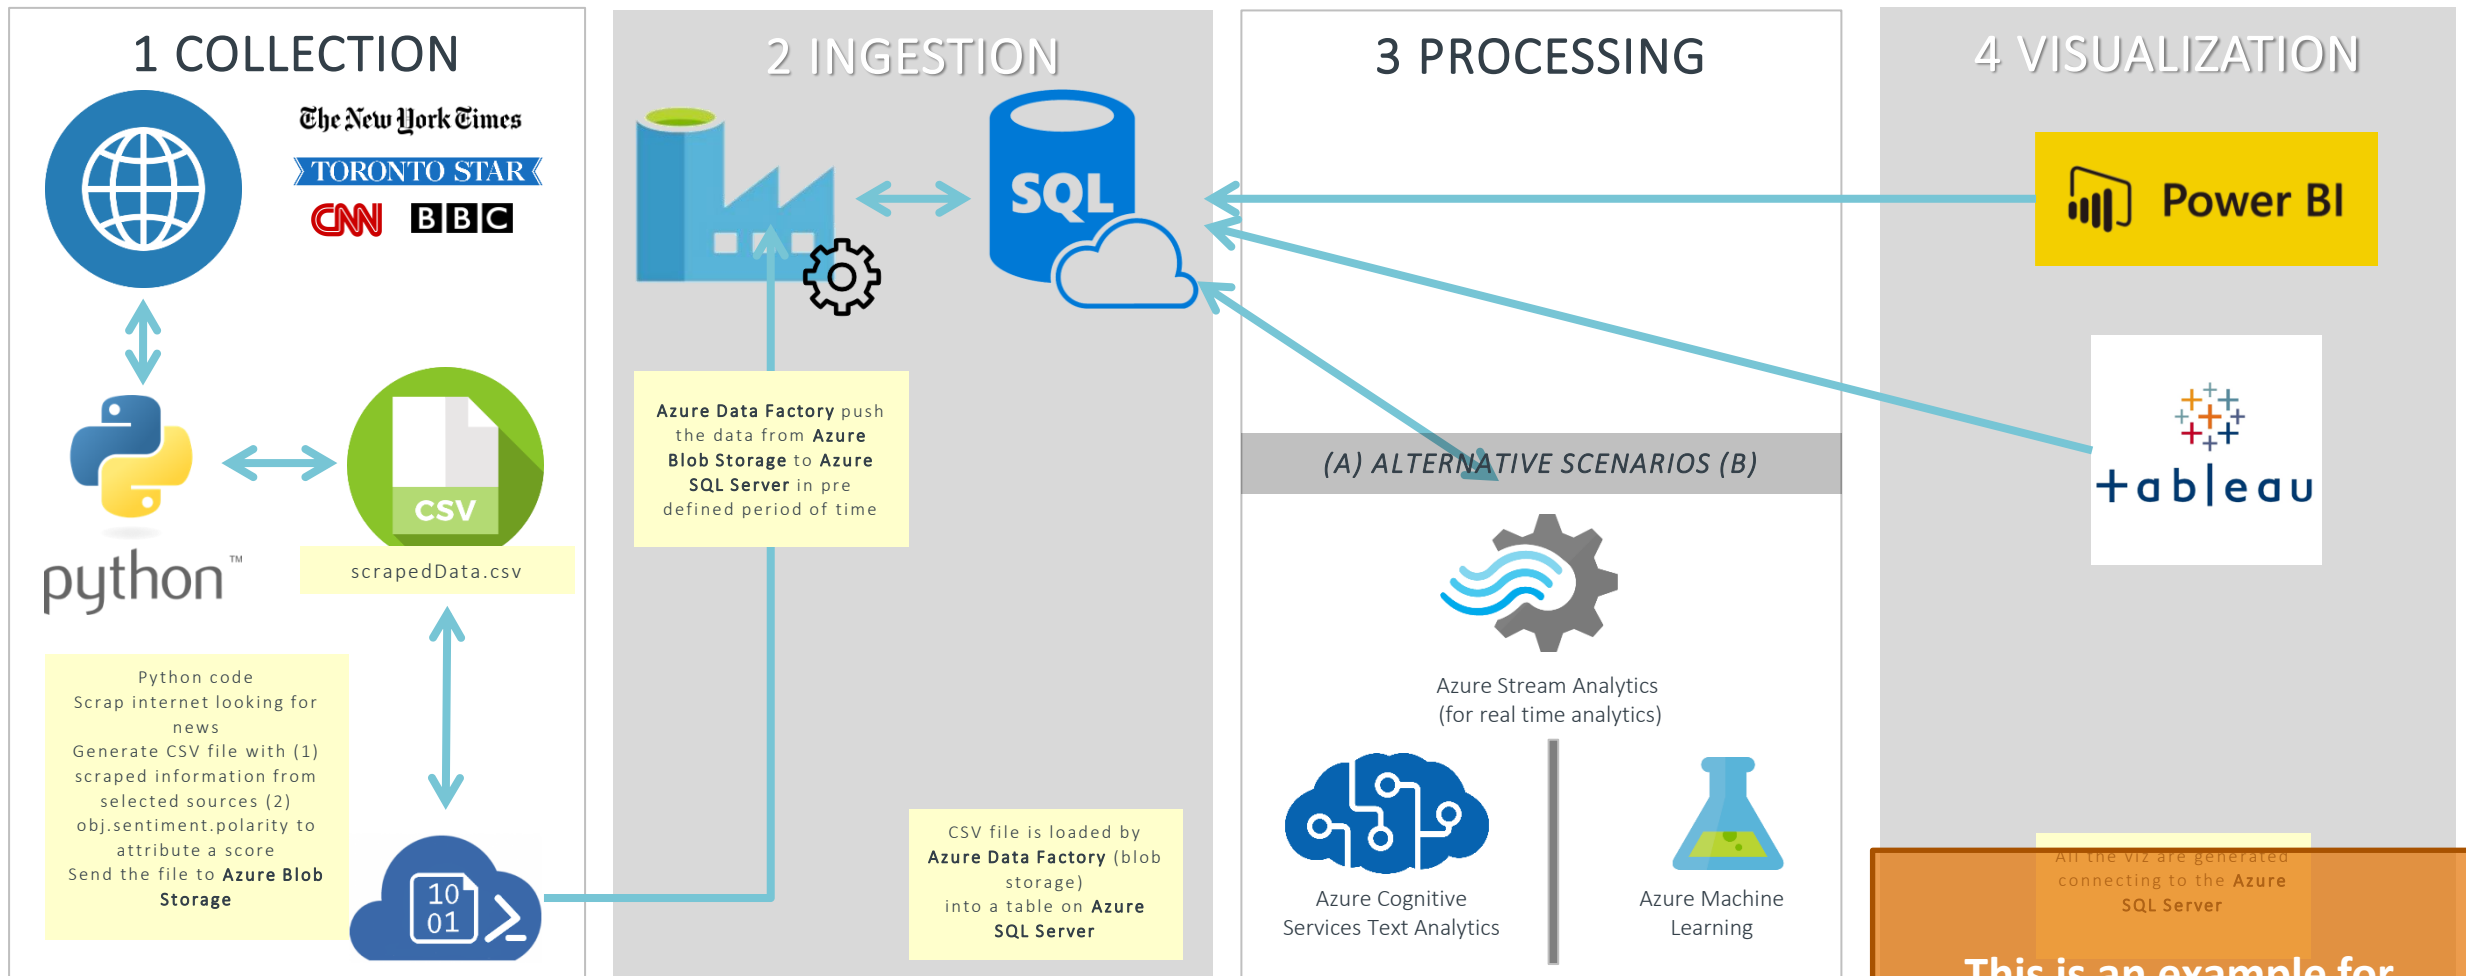 1 COLLECTION
The New York Times
TORONTO STAR
CNN
BBC
python™
CSV
scrapedData.csv
Python code
Scrap internet looking for
news
Generate CSV file with (1)
scraped information from
selected sources (2)
obj.sentiment.polarity to
attribute a score
Send the file to Azure Blob
Storage
10
01
2 INGESTION
SQL
Azure Data Factory push
the data from Azure
Blob Storage to Azure
SQL Server in pre
defined period of time
CSV file is loaded by
Azure Data Factory (blob
storage)
into a table on Azure
SQL Server
3 PROCESSING
(A) ALTERNATIVE SCENARIOS (B)
Azure Stream Analytics
(for real time analytics)
Azure Cognitive
Services Text Analytics
Azure Machine
Learning
4 VISUALIZATION
Power BI
+ableau
All the viz are generated
connecting to the Azure
SQL Server
This is an example for